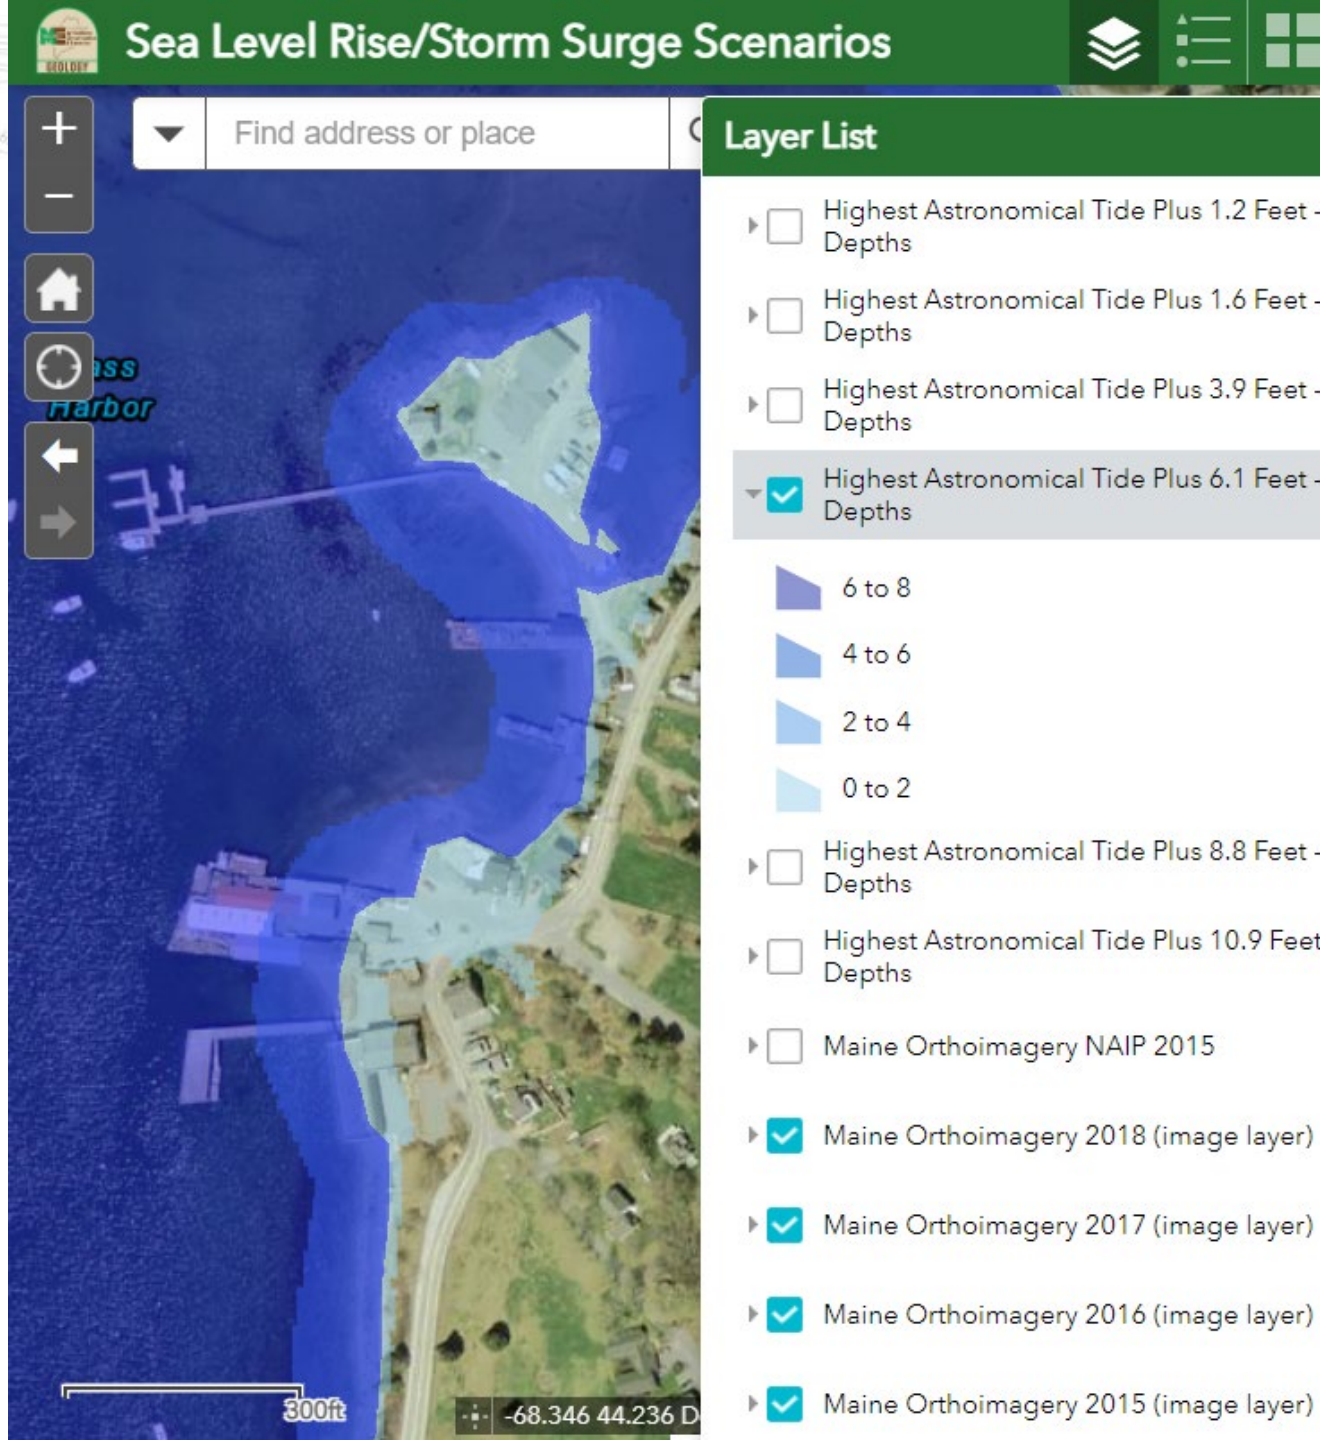 GEOLOGY
Sea Level Rise/Storm Surge Scenarios
Find address or place
Layer List
Highest Astronomical Tide Plus 1.2 Feet -
Depths
Highest Astronomical Tide Plus 1.6 Feet -
Depths
Highest Astronomical Tide Plus 3.9 Feet -
Depths
Highest Astronomical Tide Plus 6.1 Feet -
Depths
6 to 8
4 to 6
2 to 4
0 to 2
Highest Astronomical Tide Plus 8.8 Feet -
Depths
Highest Astronomical Tide Plus 10.9 Feet
Depths
Maine Orthoimagery NAIP 2015
Maine Orthoimagery 2018 (image layer)
Maine Orthoimagery 2017 (image layer)
Maine Orthoimagery 2016 (image layer)
Maine Orthoimagery 2015 (image layer)
Harbor
300ft
-68.346 44.236 D